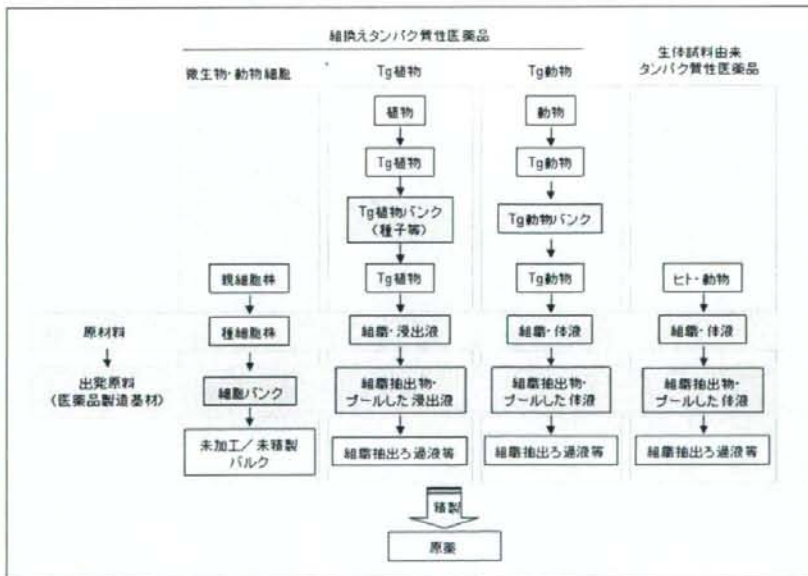 組換えタンパク質性医薬品
微生物・動物細胞
Tg植物
Tg動物
生体試料由来
タンパク質性医薬品
植物
動物
Tg植物
Tg動物
Tg植物バンク
(種子等)
Tg動物バンク
親細胞株
Tg植物
Tg動物
ヒト・動物
原材料
種細胞株
組織・浸出液
組織・体液
組織・体液
出発原料
(医薬品製造基材)
細胞バンク
組織抽出物・
プールした浸出液
組織抽出物・
プールした体液
組織抽出物・
プールした体液
未加工/未精製
バルク
組織抽出ろ過液等
組織抽出ろ過液等
組織抽出ろ過液等
精製
原薬